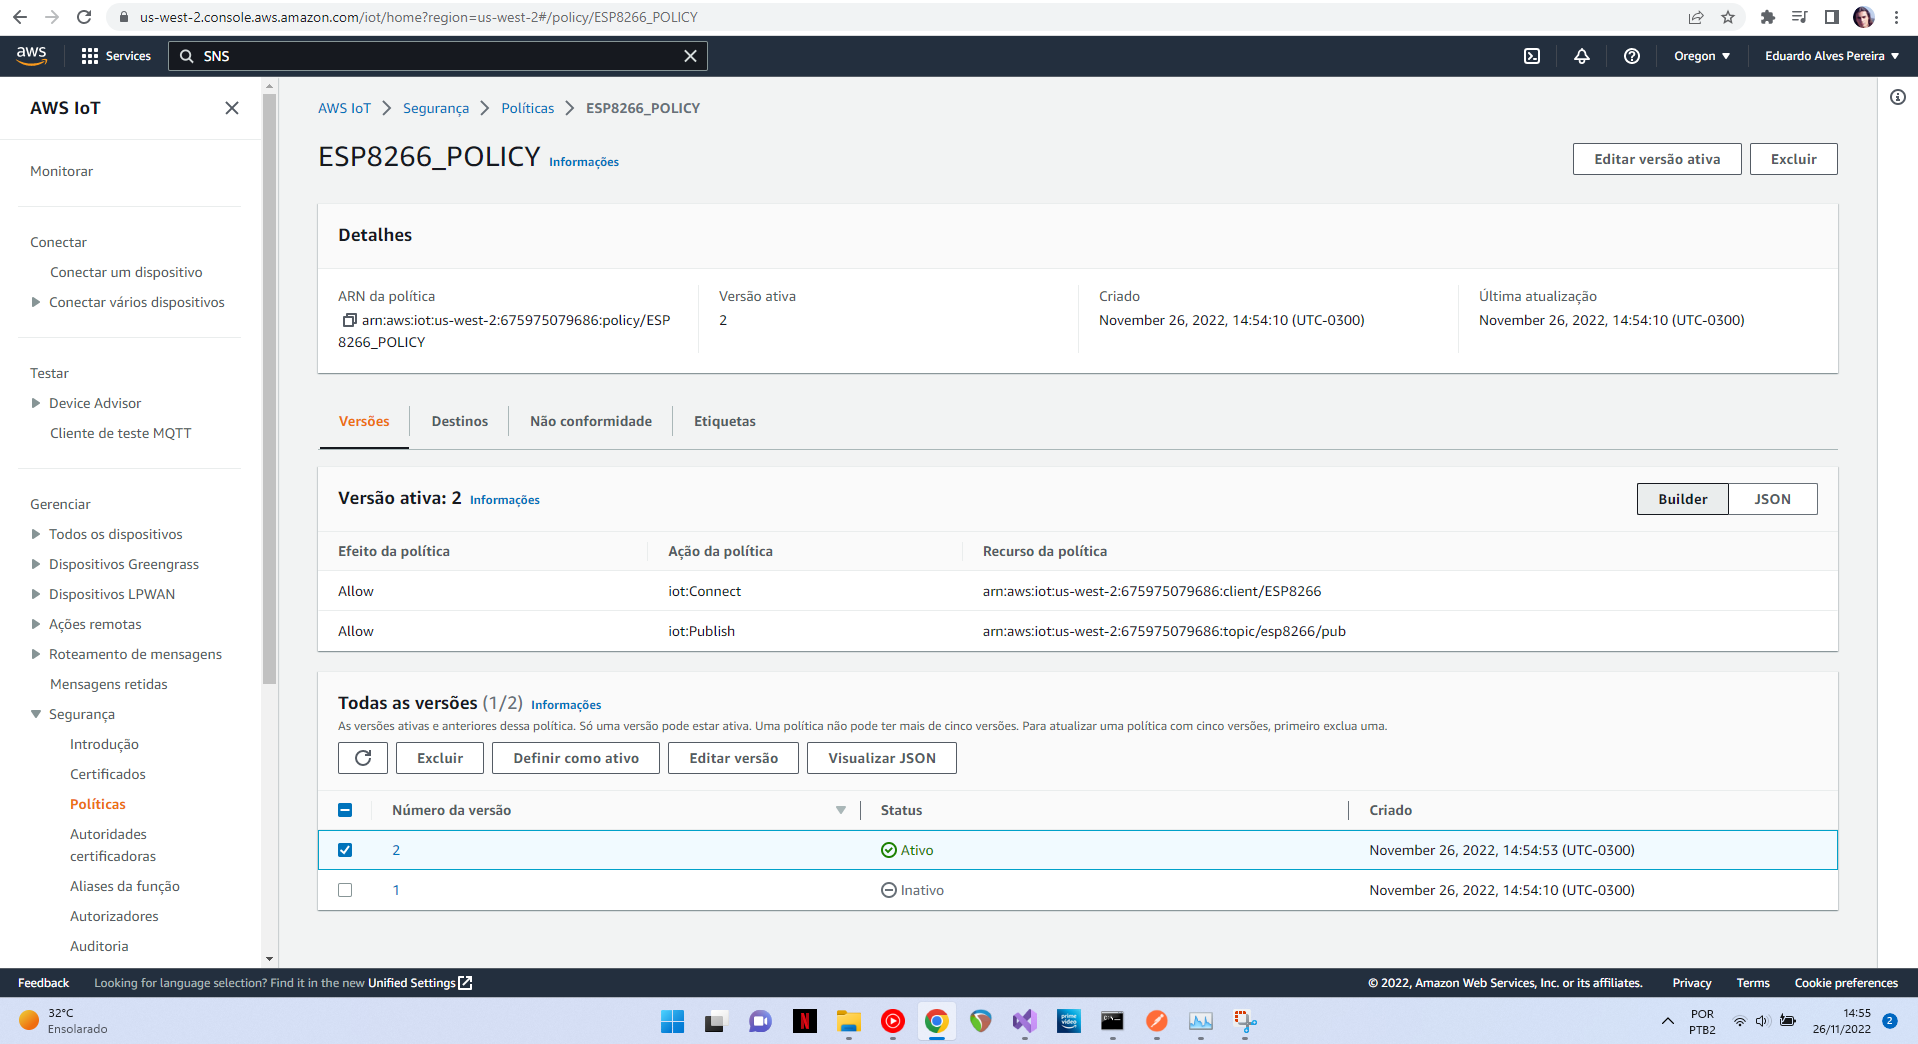 us-west-2.console.aws.amazon.com/iot/home?region=us-west-2#/policy/ESP8266_POLICY
aws
Services
SNS
Oregon
Eduardo Alves Pereira
AWS IoT
Monitorar
Conectar
Conectar um dispositivo
Conectar vários dispositivos
Testar
Device Advisor
Cliente de teste MQTT
Gerenciar
Todos os dispositivos
Dispositivos Greengrass
Dispositivos LPWAN
Ações remotas
Roteamento de mensagens
Mensagens retidas
Segurança
Introdução
Certificados
Políticas
Autoridades
certificadoras
Aliases da função
Autorizadores
Auditoria
AWS IoT
Segurança
Políticas
ESP8266_POLICY
ESP8266_POLICY Informações
Editar versão ativa
Excluir
Detalhes
ARN da política
arn:aws:iot:us-west-2:675975079686:policy/ESP
8266_POLICY
Versão ativa
2
Criado
November 26, 2022, 14:54:10 (UTC-0300)
Última atualização
November 26, 2022, 14:54:10 (UTC-0300)
Versões
Destinos
Não conformidade
Etiquetas
Versão ativa: 2 Informações
Builder
JSON
Efeito da política Ação da política Recurso da política
Allow iot:Connect arn:aws:iot:us-west-2:675975079686:client/ESP8266
Allow iot:Publish arn:aws:iot:us-west-2:675975079686:topic/esp8266/pub
Todas as versões (1/2) Informações
As versões ativas e anteriores dessa política. Só uma versão pode estar ativa. Uma política não pode ter mais de cinco versões. Para atualizar uma política com cinco versões, primeiro exclua uma.
Excluir
Definir como ativo
Editar versão
Visualizar JSON
Número da versão Status Criado
2 Ativo November 26, 2022, 14:54:53 (UTC-0300)
1 Inativo November 26, 2022, 14:54:10 (UTC-0300)
Feedback
Looking for language selection? Find it in the new Unified Settings
© 2022, Amazon Web Services, Inc. or its affiliates.
Privacy
Terms
Cookie preferences
32°C
Ensolarado
N
prime
video
POR
PTB2
14:55
26/11/2022
2